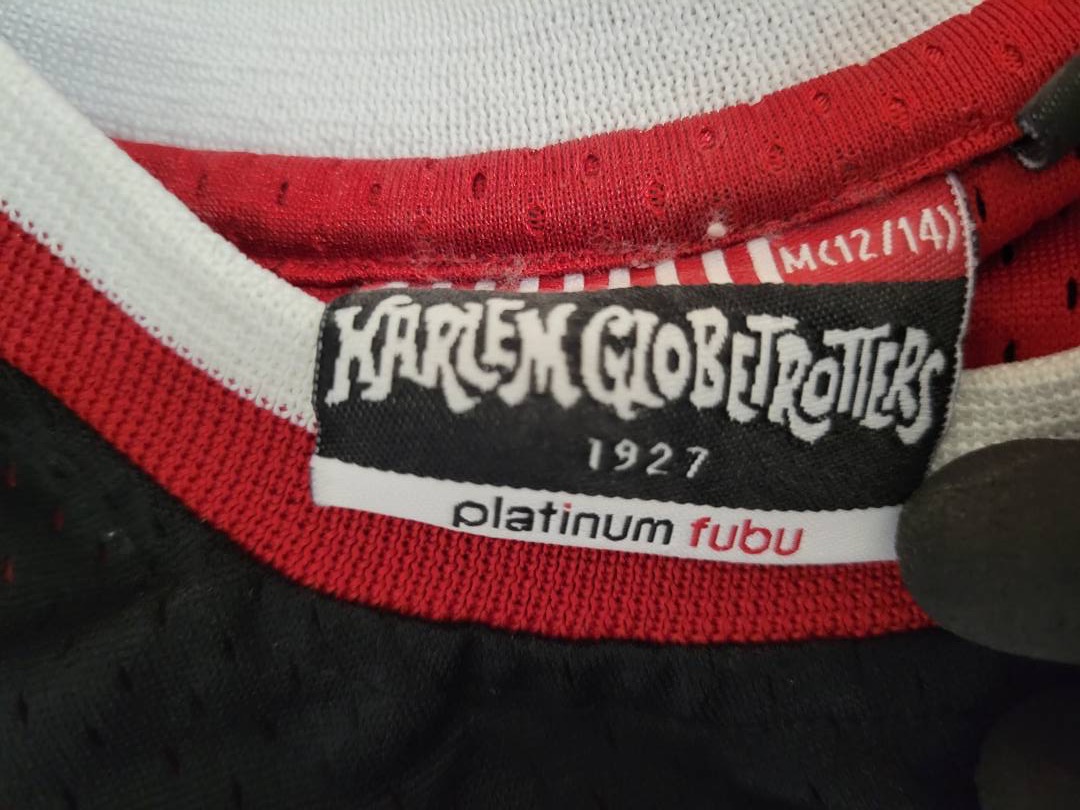 M(12/14)
HARLEM GLOBETROTTERS
1927
platinum fubu